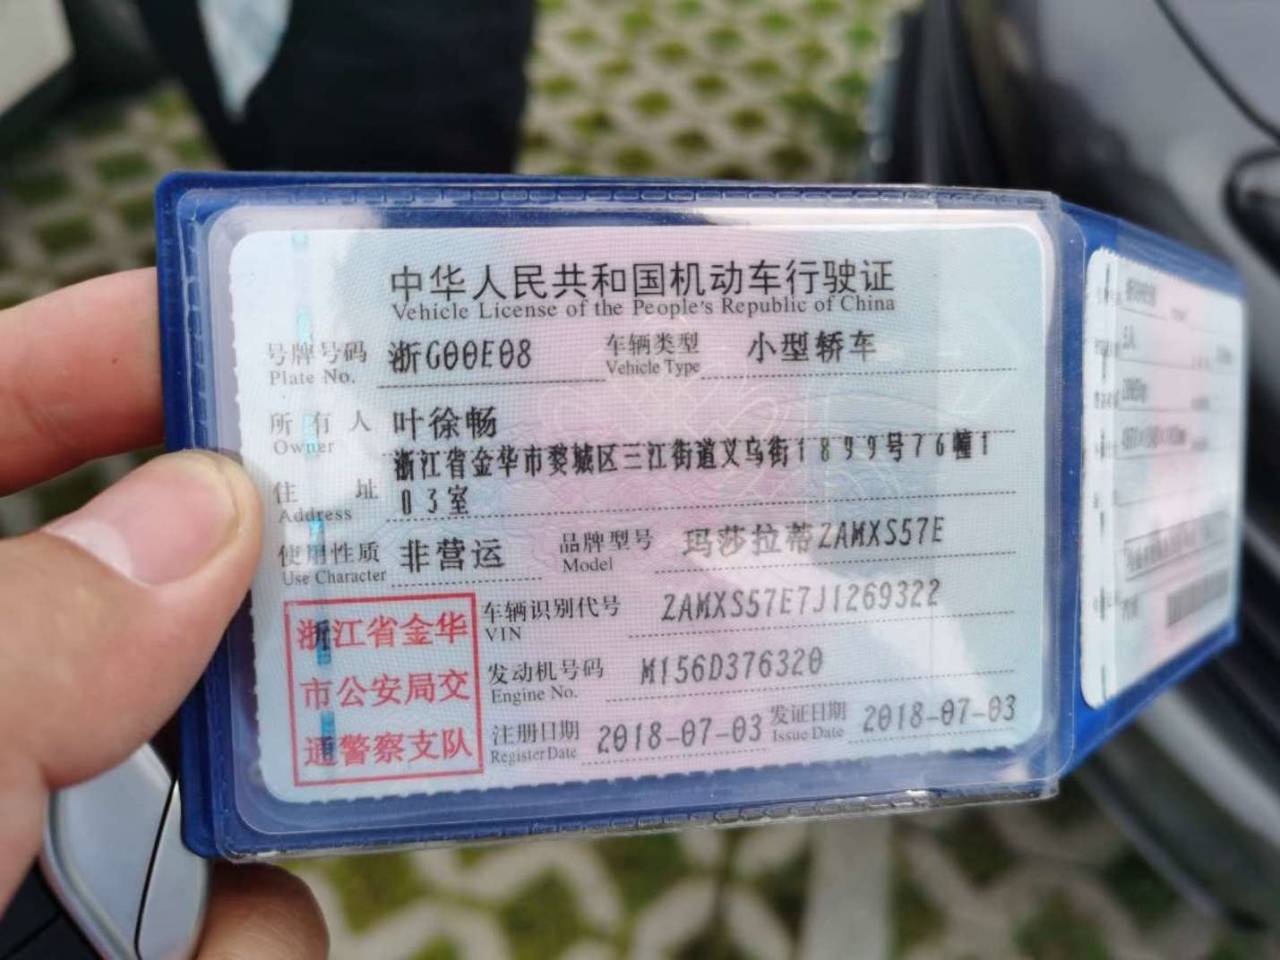 中华人民共和国机动车行驶证
Vehicle License of the People's Republic of China
号牌号码 浙G00E08 车辆类型 小型轿车
Plate No. Vehicle Type
所有人 叶徐畅
Owner
浙江省金华市婺城区三江街道义乌街1899号76幢1
住址 03室
Address
使用性质 非营运 品牌型号 玛莎拉蒂ZAMXS57E
Use Character Model
浙江省金华 车辆识别代号 ZAMXS57E7J1269322
VIN
市公安局交 发动机号码 M156D376320
Engine No.
通警察支队 注册日期 2018-07-03 发证日期 2018-07-03
Register Date Issue Date